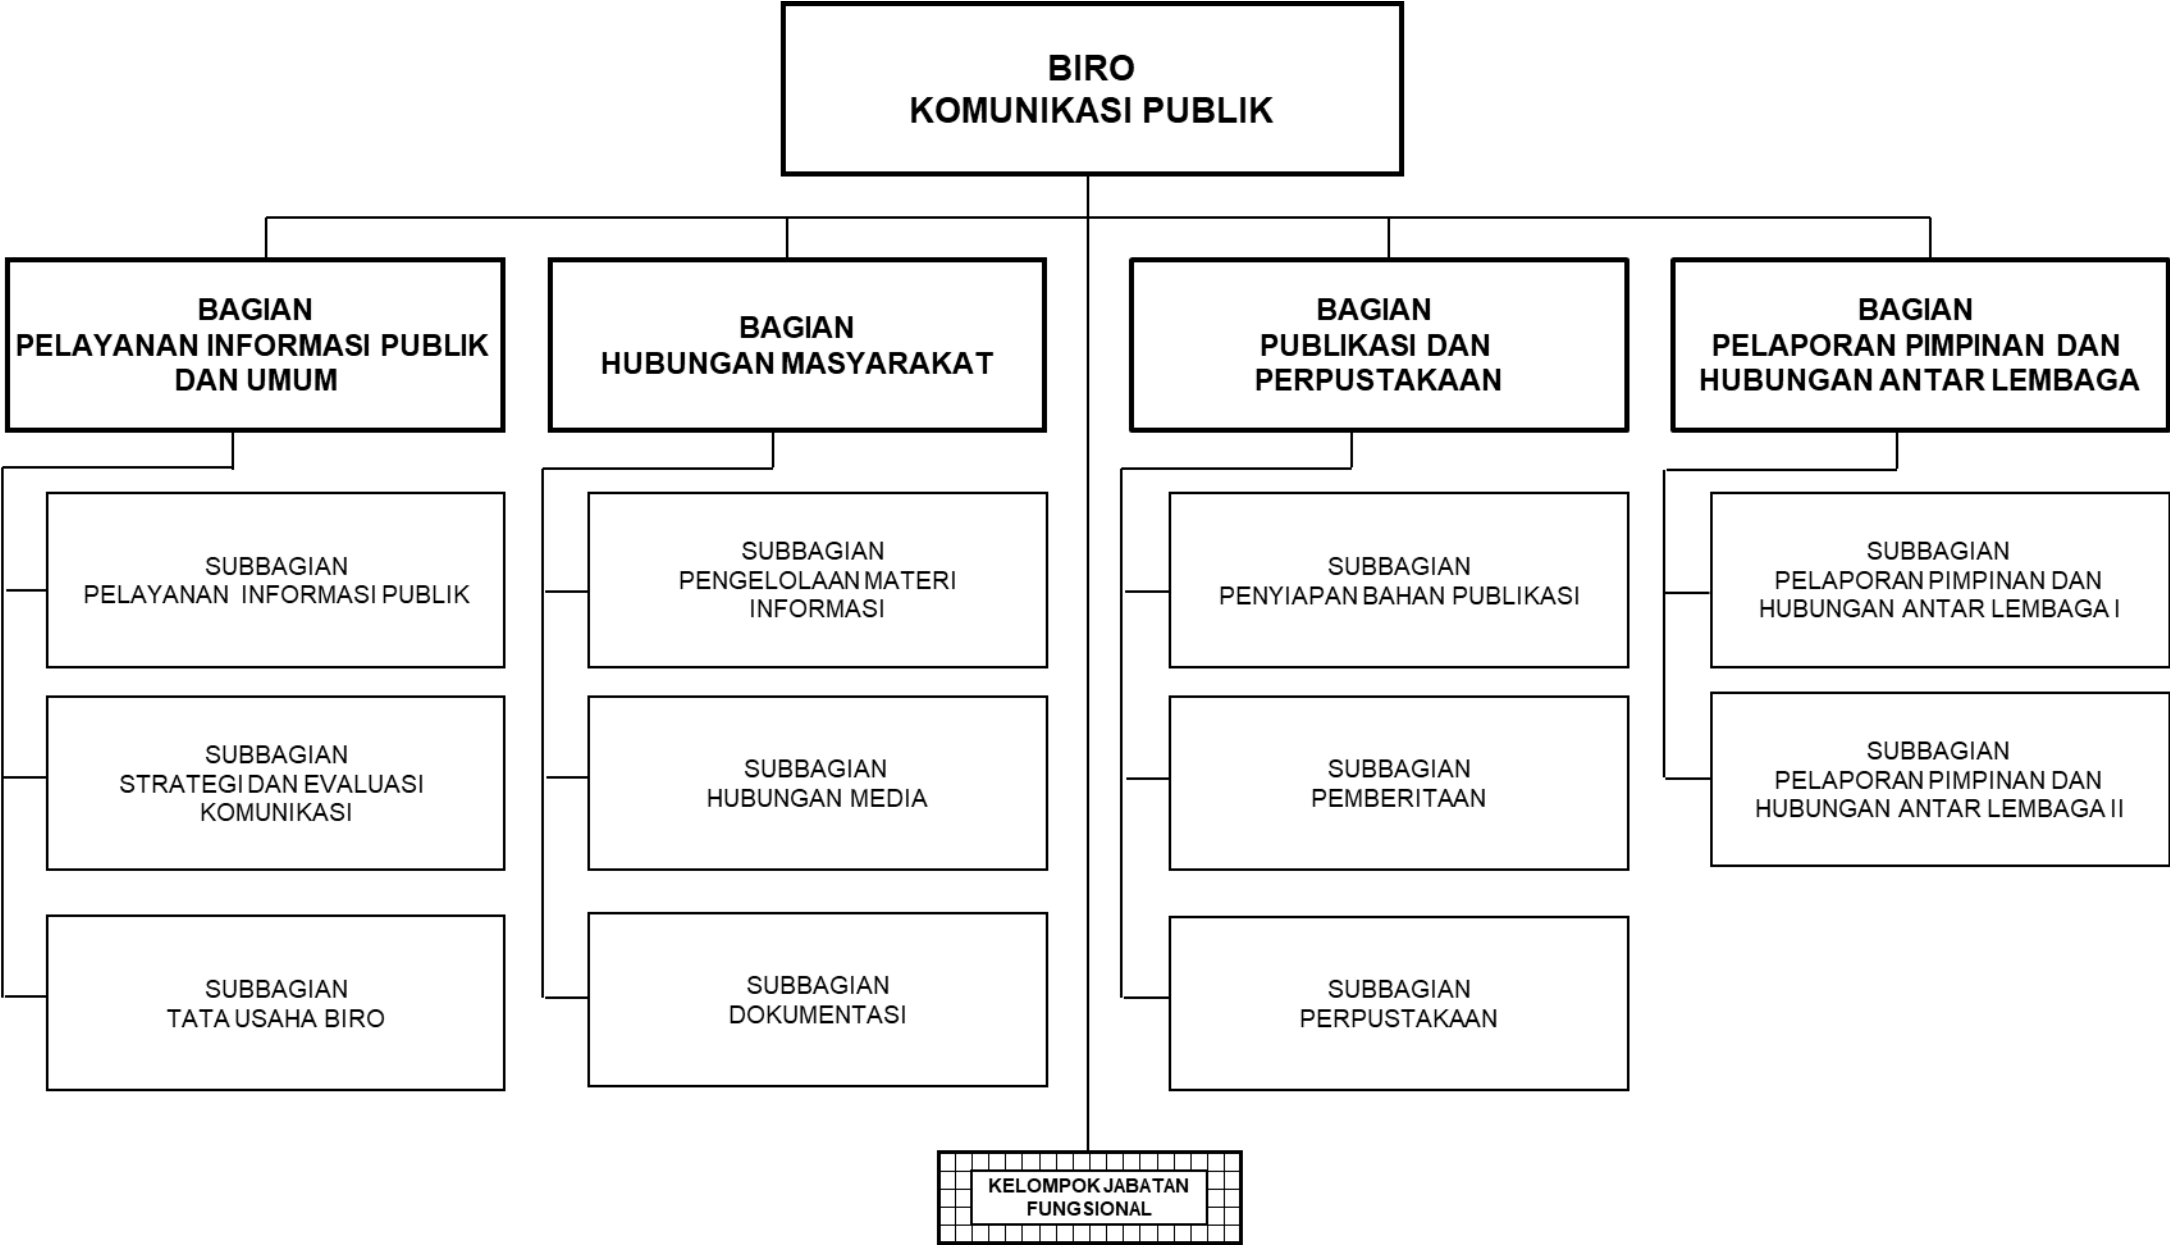 BIRO
KOMUNIKASI PUBLIK
BAGIAN
PELAYANAN INFORMASI PUBLIK
DAN UMUM
BAGIAN
HUBUNGAN MASYARAKAT
BAGIAN
PUBLIKASI DAN
PERPUSTAKAAN
BAGIAN
PELAPORAN PIMPINAN DAN
HUBUNGAN ANTAR LEMBAGA
SUBBAGIAN
PELAYANAN INFORMASI PUBLIK
SUBBAGIAN
PENGELOLAAN MATERI
INFORMASI
SUBBAGIAN
PENYIAPAN BAHAN PUBLIKASI
SUBBAGIAN
PELAPORAN PIMPINAN DAN
HUBUNGAN ANTAR LEMBAGA I
SUBBAGIAN
STRATEGI DAN EVALUASI
KOMUNIKASI
SUBBAGIAN
HUBUNGAN MEDIA
SUBBAGIAN
PEMBERITAAN
SUBBAGIAN
PELAPORAN PIMPINAN DAN
HUBUNGAN ANTAR LEMBAGA II
SUBBAGIAN
TATA USAHA BIRO
SUBBAGIAN
DOKUMENTASI
SUBBAGIAN
PERPUSTAKAAN
KELOMPOK JABATAN
FUNGSIONAL